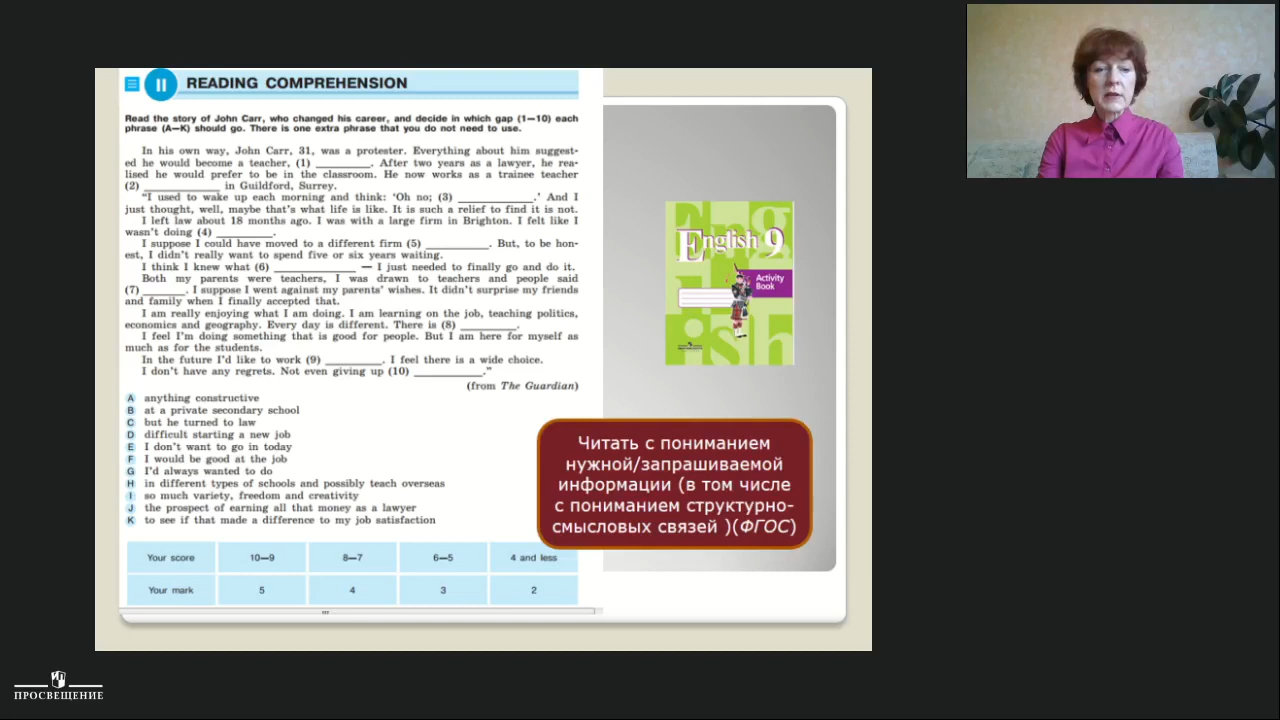 READING COMPREHENSION
Read the story of John Carr, who changed his career, and decide in which gap (1—10) each
phrase (A—K) should go. There is one extra phrase that you do not need to use.
In his own way, John Carr, 31, was a protester. Everything about him suggest-
ed he would become a teacher, (1) ________. After two years as a lawyer, he rea-
lised he would prefer to be in the classroom. He now works as a trainee teacher
(2) ___________ in Guildford, Surrey.
“I used to wake up each morning and think: ‘Oh no; (3) ___________.’ And I
just thought, well, maybe that’s what life is like. It is such a relief to find it is not.
I left law about 18 months ago. I was with a large firm in Brighton. I felt like I
wasn’t doing (4) ________.
I suppose I could have moved to a different firm (5) _________. But, to be hon-
est, I didn’t really want to spend five or six years waiting.
I think I knew what (6) ____________ — I just needed to finally go and do it.
Both my parents were teachers, I was drawn to teachers and people said
(7) ______. I suppose I went against my parents’ wishes. It didn’t surprise my friends
and family when I finally accepted that.
I am really enjoying what I am doing. I am learning on the job, teaching politics,
economics and geography. Every day is different. There is (8) ________.
I feel I’m doing something that is good for people. But I am here for myself as
much as for the students.
In the future I’d like to work (9) ________. I feel there is a wide choice.
I don’t have any regrets. Not even giving up (10) __________.”
(from The Guardian)
A anything constructive
B at a private secondary school
C but he turned to law
D difficult starting a new job
E I don’t want to go in today
F I would be good at the job
G I’d always wanted to do
H in different types of schools and possibly teach overseas
I so much variety, freedom and creativity
J the prospect of earning all that money as a lawyer
K to see if that made a difference to my job satisfaction
Your score 10—9 8—7 6—5 4 and less
Your mark 5 4 3 2
English 9
Activity
Book
Читать с пониманием
нужной/запрашиваемой
информации (в том числе
с пониманием структурно-
смысловых связей )(ФГОС)
ПРОСВЕЩЕНИЕ